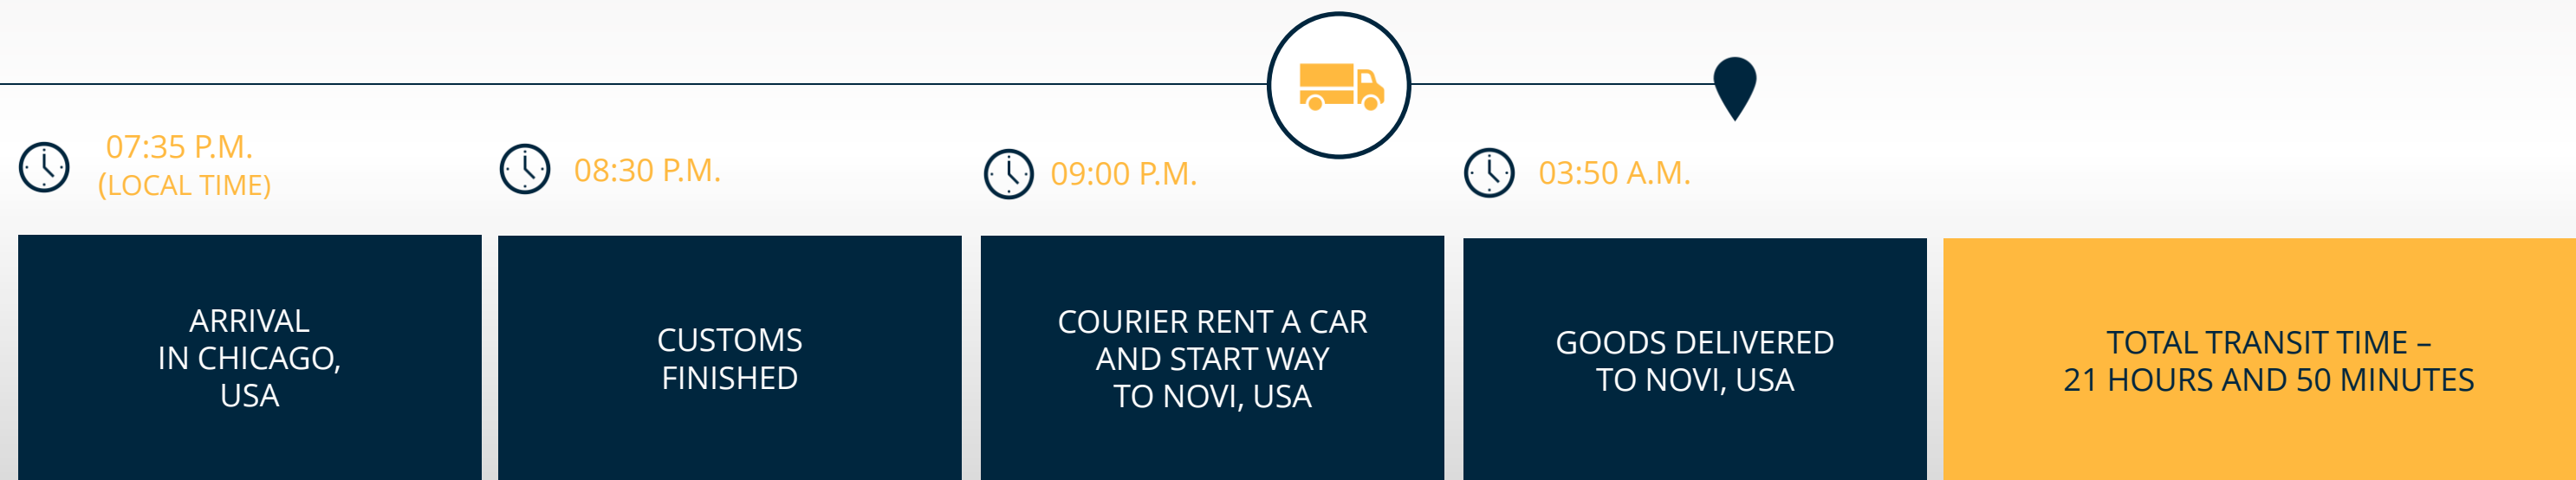 07:35 P.M.
(LOCAL TIME)
08:30 P.M.
09:00 P.M.
03:50 A.M.
ARRIVAL
IN CHICAGO,
USA
CUSTOMS
FINISHED
COURIER RENT A CAR
AND START WAY
TO NOVI, USA
GOODS DELIVERED
TO NOVI, USA
TOTAL TRANSIT TIME –
21 HOURS AND 50 MINUTES